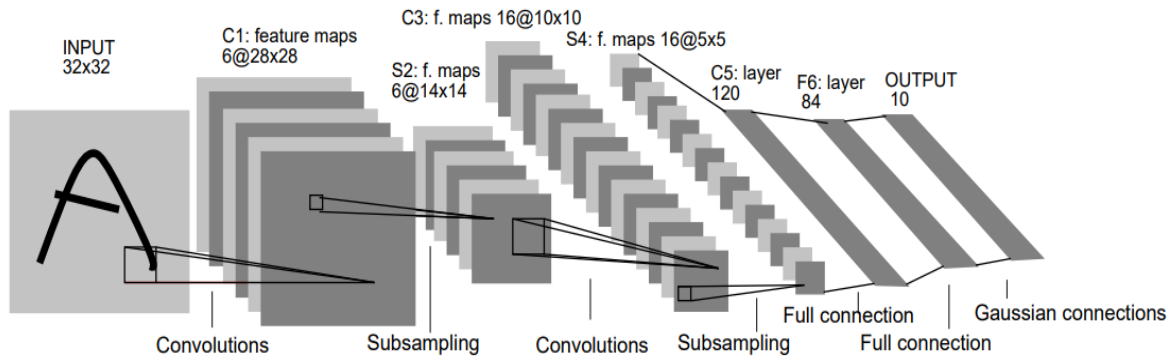 INPUT
32x32
C1: feature maps
6@28x28
S2: f. maps
6@14x14
C3: f. maps 16@10x10
S4: f. maps 16@5x5
C5: layer
120
F6: layer
84
OUTPUT
10
Convolutions
Subsampling
Convolutions
Subsampling
Full connection
Full connection
Gaussian connections
A